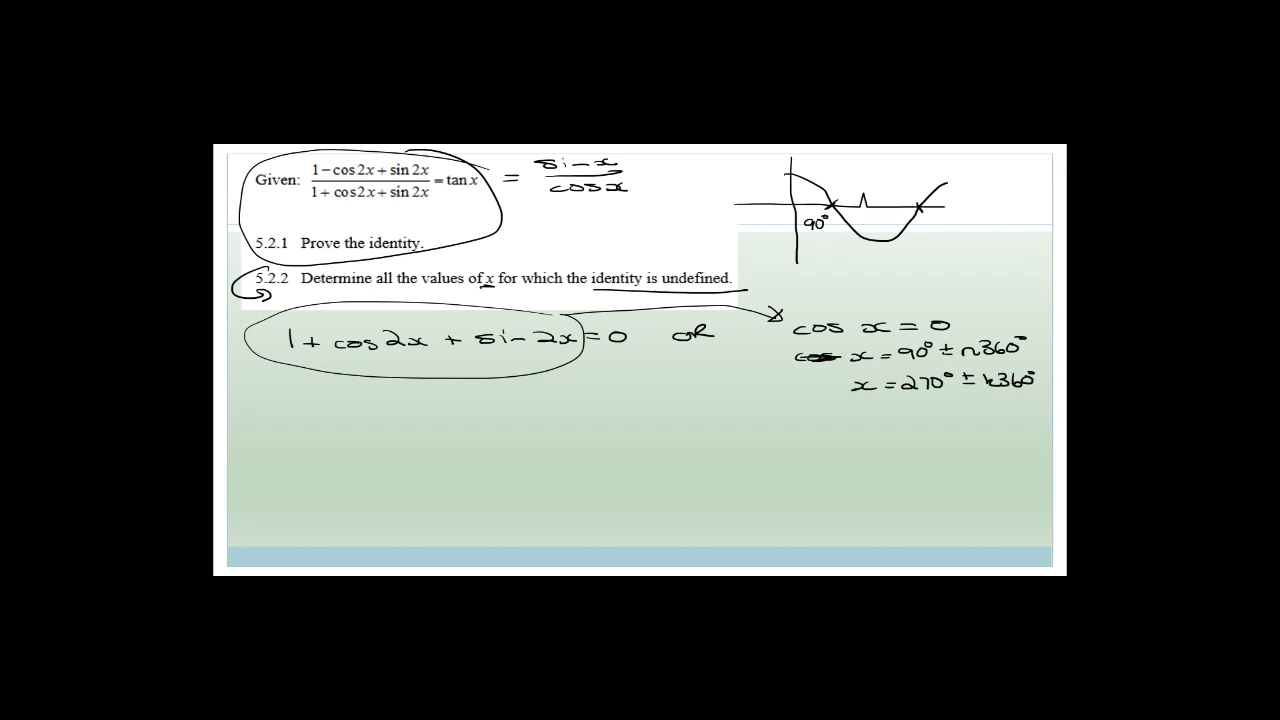 Given: 1 − cos 2x + sin 2x / 1 + cos 2x + sin 2x = tan x = sin x / cos x
90°
5.2.1 Prove the identity.
5.2.2 Determine all the values of x for which the identity is undefined.
1 + cos 2x + sin 2x = 0 OR cos x = 0
x = 90° ± n360°
x = 270° ± k360°